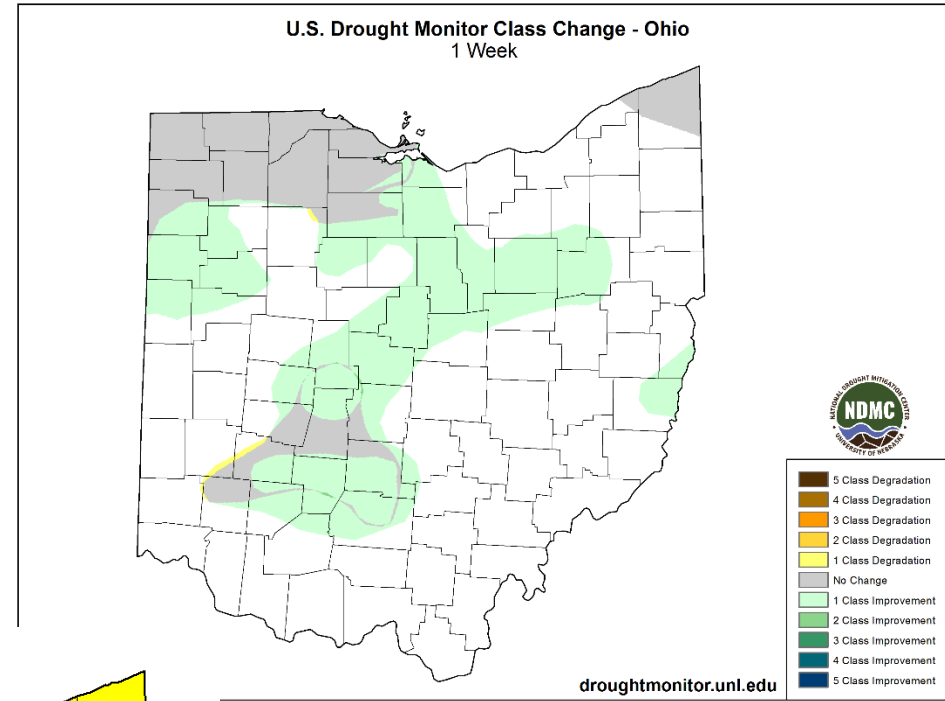 U.S. Drought Monitor Class Change - Ohio
1 Week
NATIONAL DROUGHT MITIGATION CENTER
NDMC
UNIVERSITY OF NEBRASKA
5 Class Degradation
4 Class Degradation
3 Class Degradation
2 Class Degradation
1 Class Degradation
No Change
1 Class Improvement
2 Class Improvement
3 Class Improvement
4 Class Improvement
5 Class Improvement
droughtmonitor.unl.edu